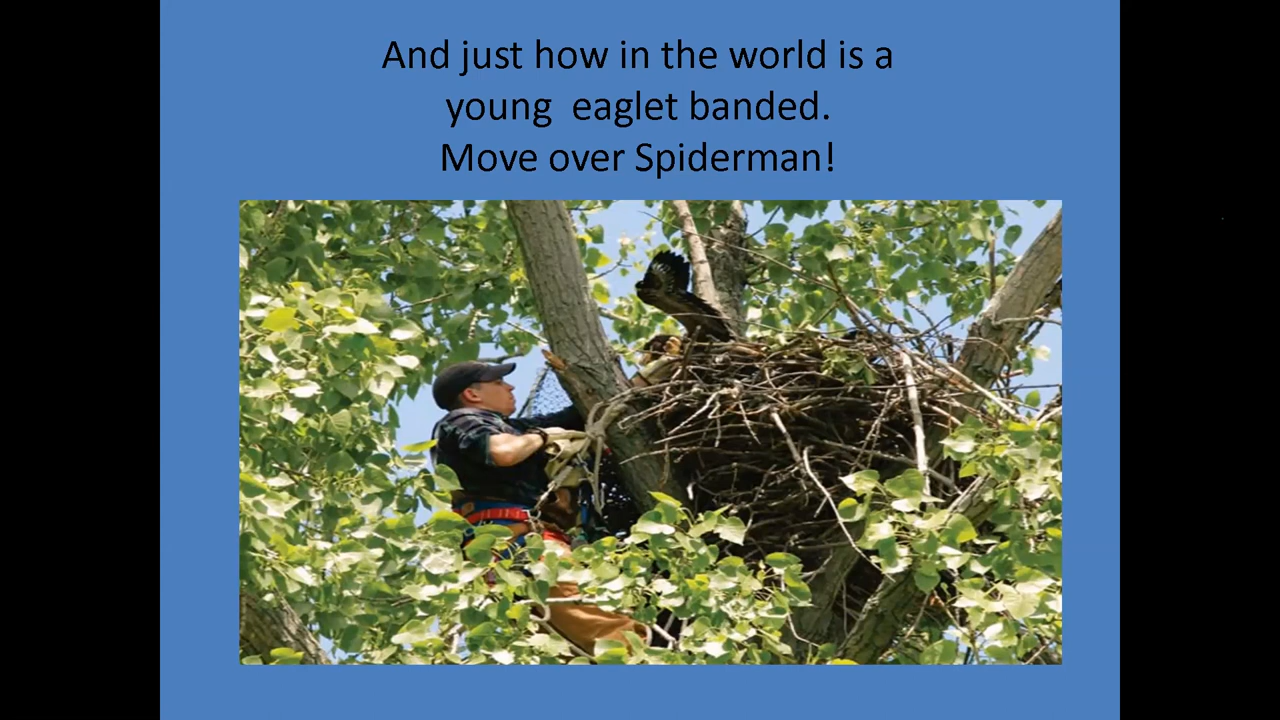 And just how in the world is a
young  eaglet banded.
Move over Spiderman!